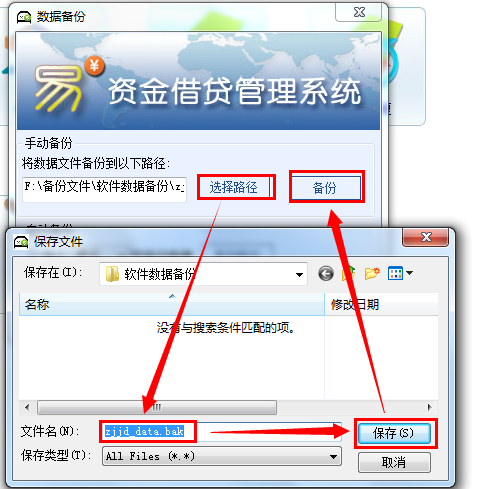 数据备份
易 ¥ 资金借贷管理系统
手动备份
将数据文件备份到以下路径:
F:\备份文件\软件数据备份\z_ 选择路径 备份
保存文件
保存在(I): 软件数据备份
名称 修改日期
没有与搜索条件匹配的项。
文件名(N): zjjd_data.bak 保存(S)
保存类型(T): All Files (*.*) 取消